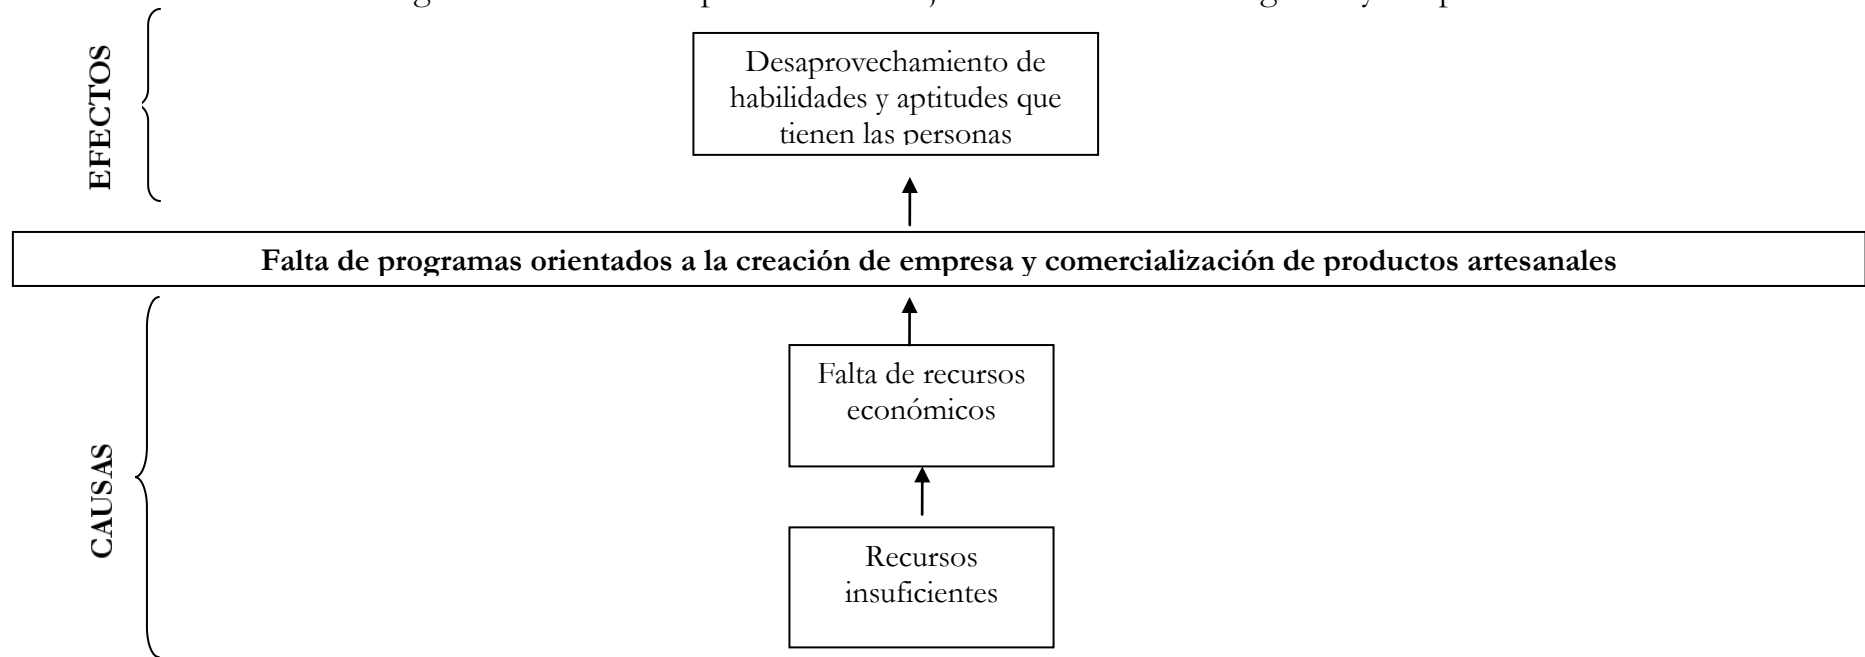 EFECTOS
Desaprovechamiento de
habilidades y aptitudes que
tienen las personas
Falta de programas orientados a la creación de empresa y comercialización de productos artesanales
CAUSAS
Falta de recursos
económicos
Recursos
insuficientes